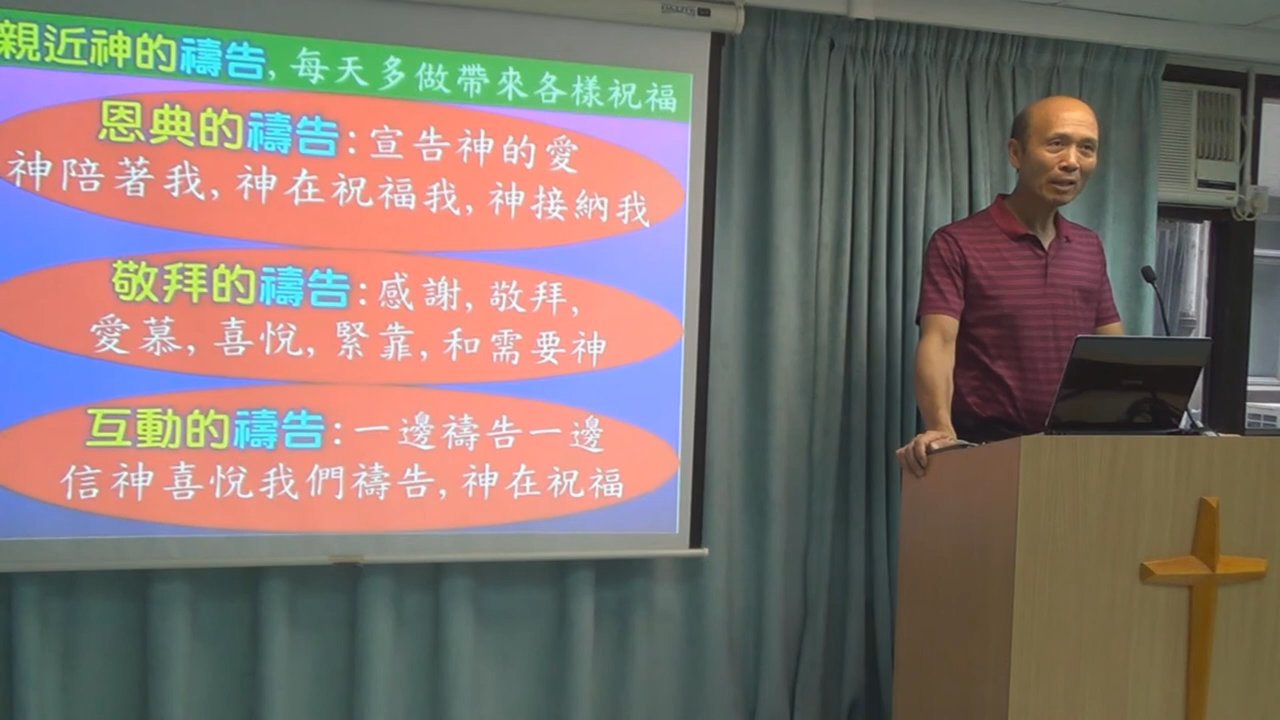 親近神的禱告, 每天多做帶來各樣祝福
恩典的禱告: 宣告神的愛
神陪著我, 神在祝福我, 神接納我
敬拜的禱告: 感謝, 敬拜,
愛慕, 喜悅, 緊靠, 和需要神
互動的禱告: 一邊禱告一邊
信神喜悅我們禱告, 神在祝福